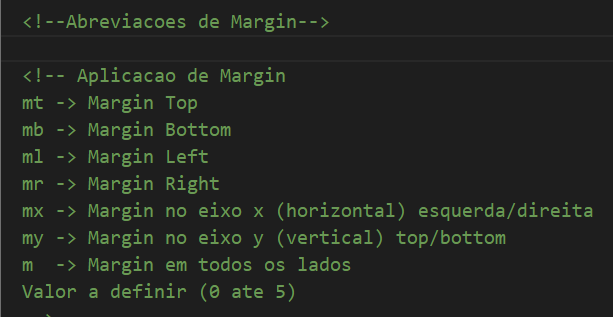 <!--Abreviacoes de Margin-->
<!-- Aplicacao de Margin
mt -> Margin Top
mb -> Margin Bottom
ml -> Margin Left
mr -> Margin Right
mx -> Margin no eixo x (horizontal) esquerda/direita
my -> Margin no eixo y (vertical) top/bottom
m  -> Margin em todos os lados
Valor a definir (0 ate 5)